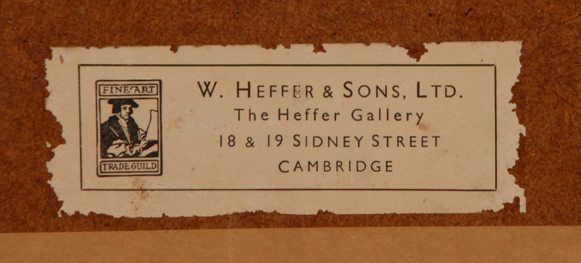 FINE ART
TRADE GUILD
W. HEFFER & SONS, LTD.
The Heffer Gallery
18 & 19 SIDNEY STREET
CAMBRIDGE